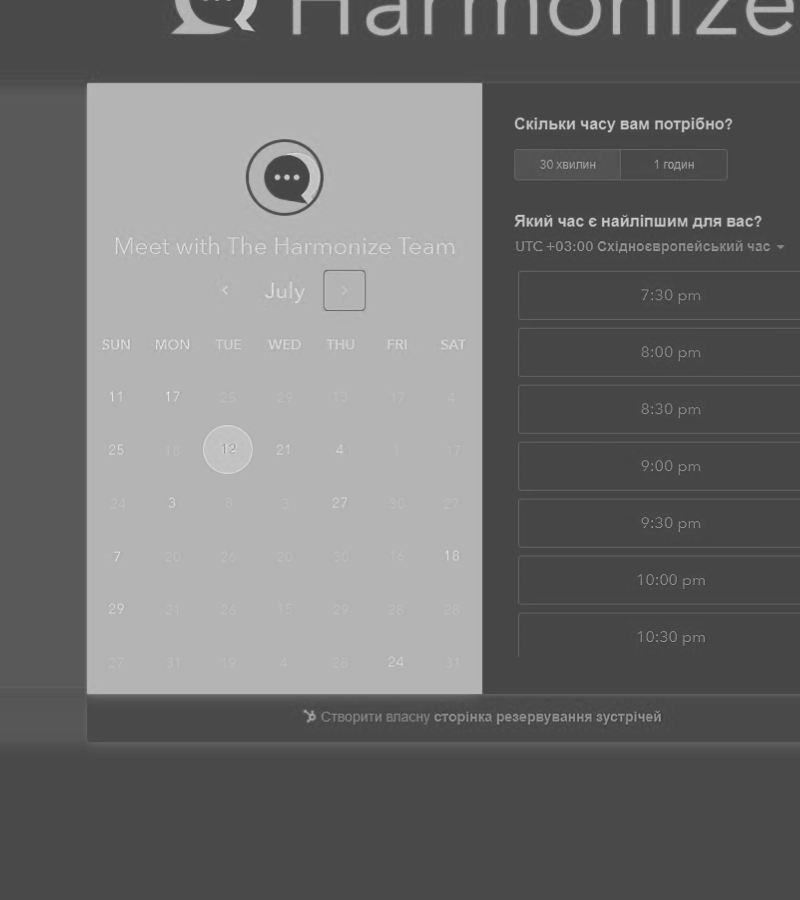 Harmonize
Meet with The Harmonize Team
July
SUN MON TUE WED THU FRI SAT
11 17 25 29 13 17 4
25 18 12 21 4 1 17
24 3 8 3 27 30 27
7 20 26 20 30 16 18
29 21 26 15 29 26 28
27 31 19 4 28 24 31
Скільки часу вам потрібно?
30 хвилин 1 годин
Який час є найліпшим для вас?
UTC +03:00 Східноєвропейський час
7:30 pm
8:00 pm
8:30 pm
9:00 pm
9:30 pm
10:00 pm
10:30 pm
Створити власну сторінка резервування зустрічей